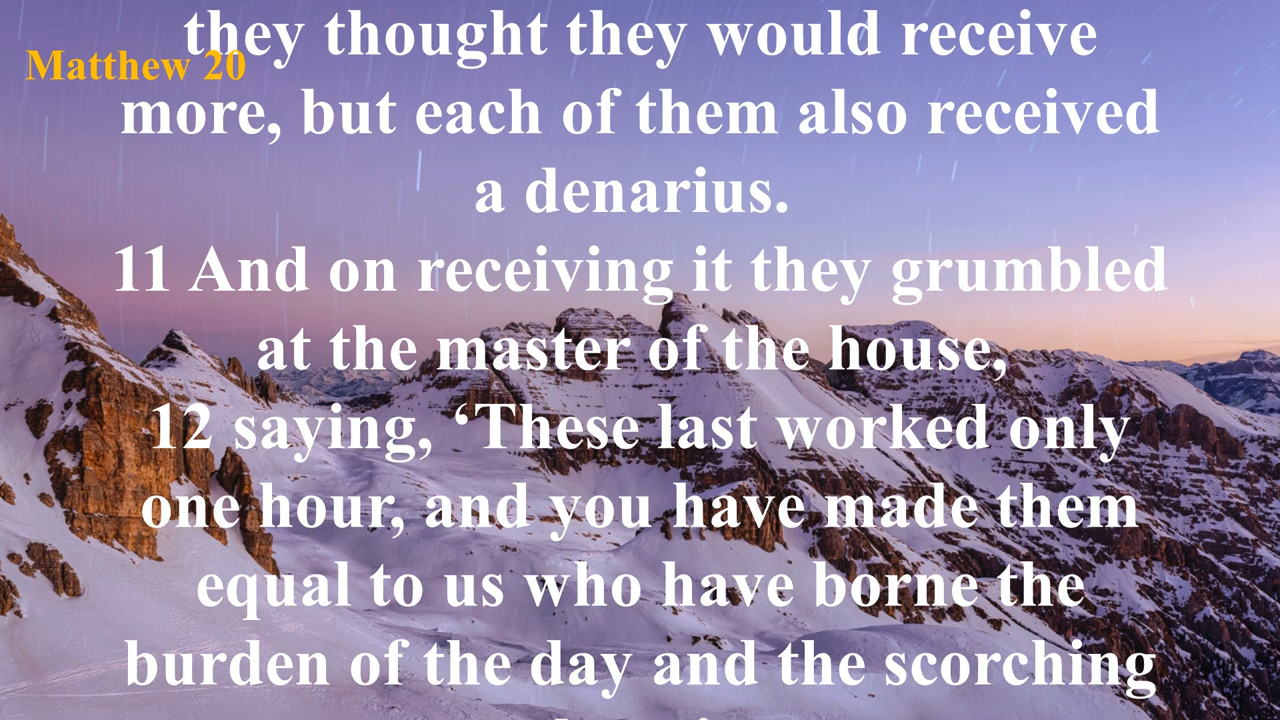 they thought they would receive
Matthew 20
more, but each of them also received
a denarius.
11 And on receiving it they grumbled
at the master of the house,
12 saying, ‘These last worked only
one hour, and you have made them
equal to us who have borne the
burden of the day and the scorching